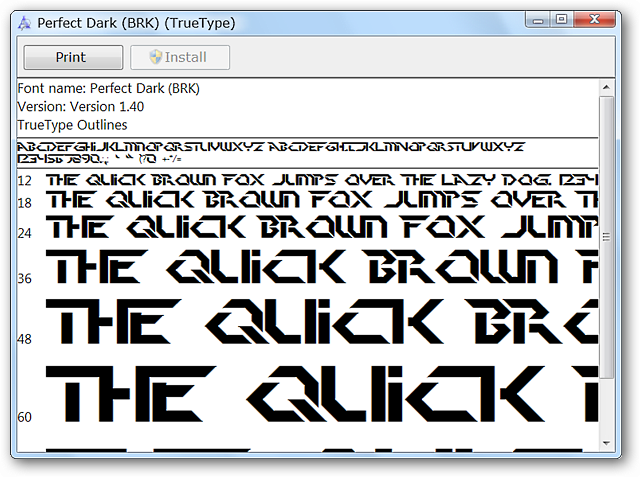 Perfect Dark (BRK) (TrueType)
Print Install
Font name: Perfect Dark (BRK)
Version: Version 1.40
TrueType Outlines
ABCDEFGHIJKLMNOPQRSTUVWXYZ ABCDEFGHIJKLMNOPQRSTUVWXYZ
1234567890
12 THE QUICK BROWN FOX JUMPS OVER THE LAZY DOG. 1234
18 THE QUICK BROWN FOX JUMPS OVER TH
24 THE QUICK BROWN FOX JUMP
36 THE QUICK BROWN F
48 THE QUICK BRO
60 THE QUICK